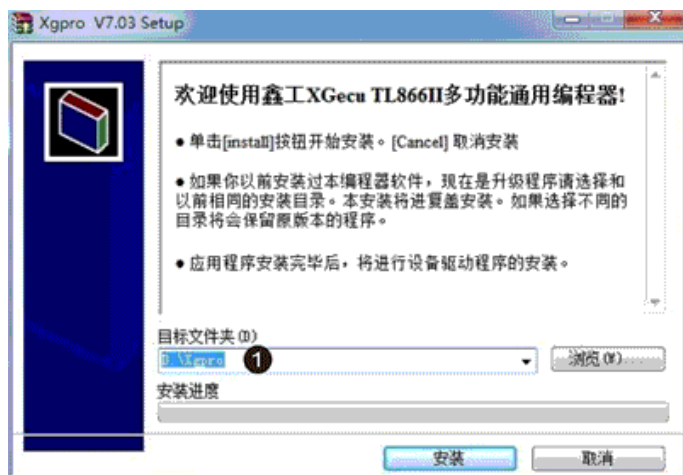 Xgpro V7.03 Setup
欢迎使用鑫工XGecu TL866II多功能通用编程器!
● 单击[install]按钮开始安装。[Cancel] 取消安装
● 如果你以前安装过本编程器软件，现在是升级程序请选择和
以前相同的安装目录。本安装将进复盖安装。如果选择不同的
目录将会保留原版本的程序。
● 应用程序安装完毕后，将进行设备驱动程序的安装。
目标文件夹(D)
D:\Xgpro 1 浏览(W)......
安装进度
安装 取消